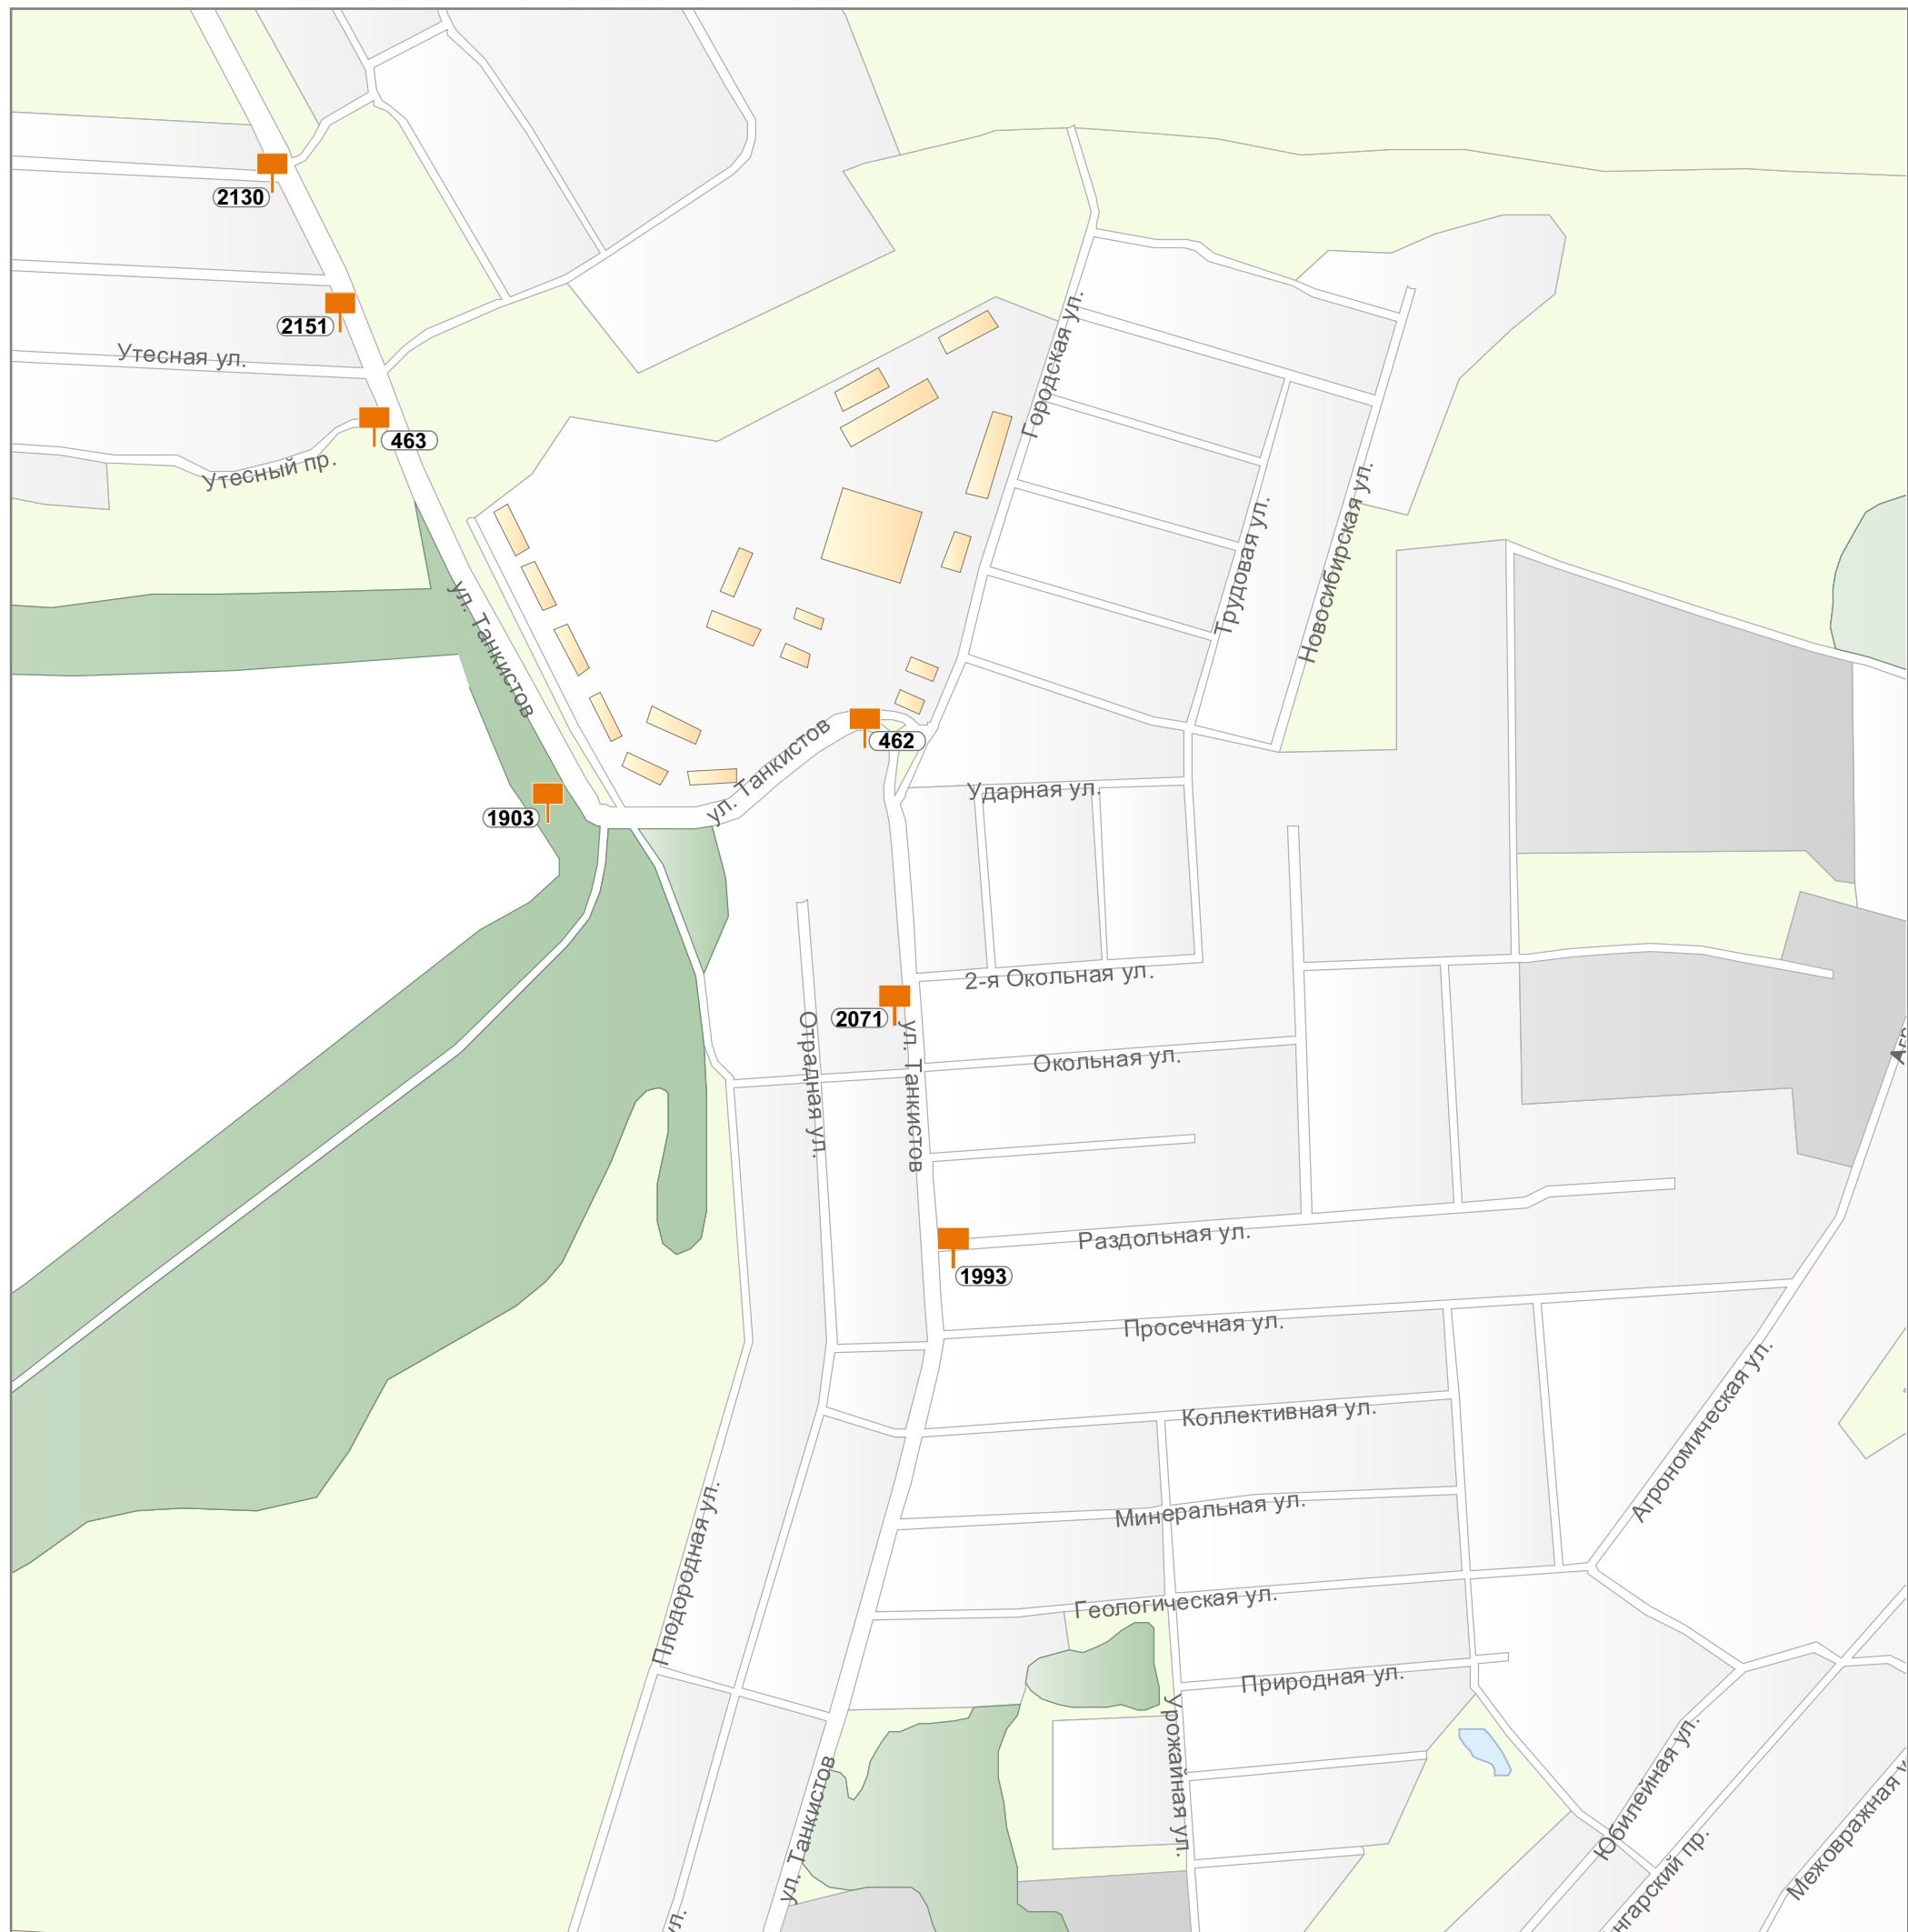 2130
2151
Утесная ул.
463
Утесный пр.
Городская ул.
Трудовая ул.
Новосибирская ул.
ул. Танкистов
462
ул. Танкистов
1903
Ударная ул.
2-я Окольная ул.
2071
Отрадная ул.
ул. Танкистов
Окольная ул.
Раздольная ул.
1993
Просечная ул.
Коллективная ул.
Агрономическая ул.
Минеральная ул.
Плодородная ул.
Геологическая ул.
Природная ул.
Урожайная ул.
ул. Танкистов
Юбилейная ул.
Межовражная